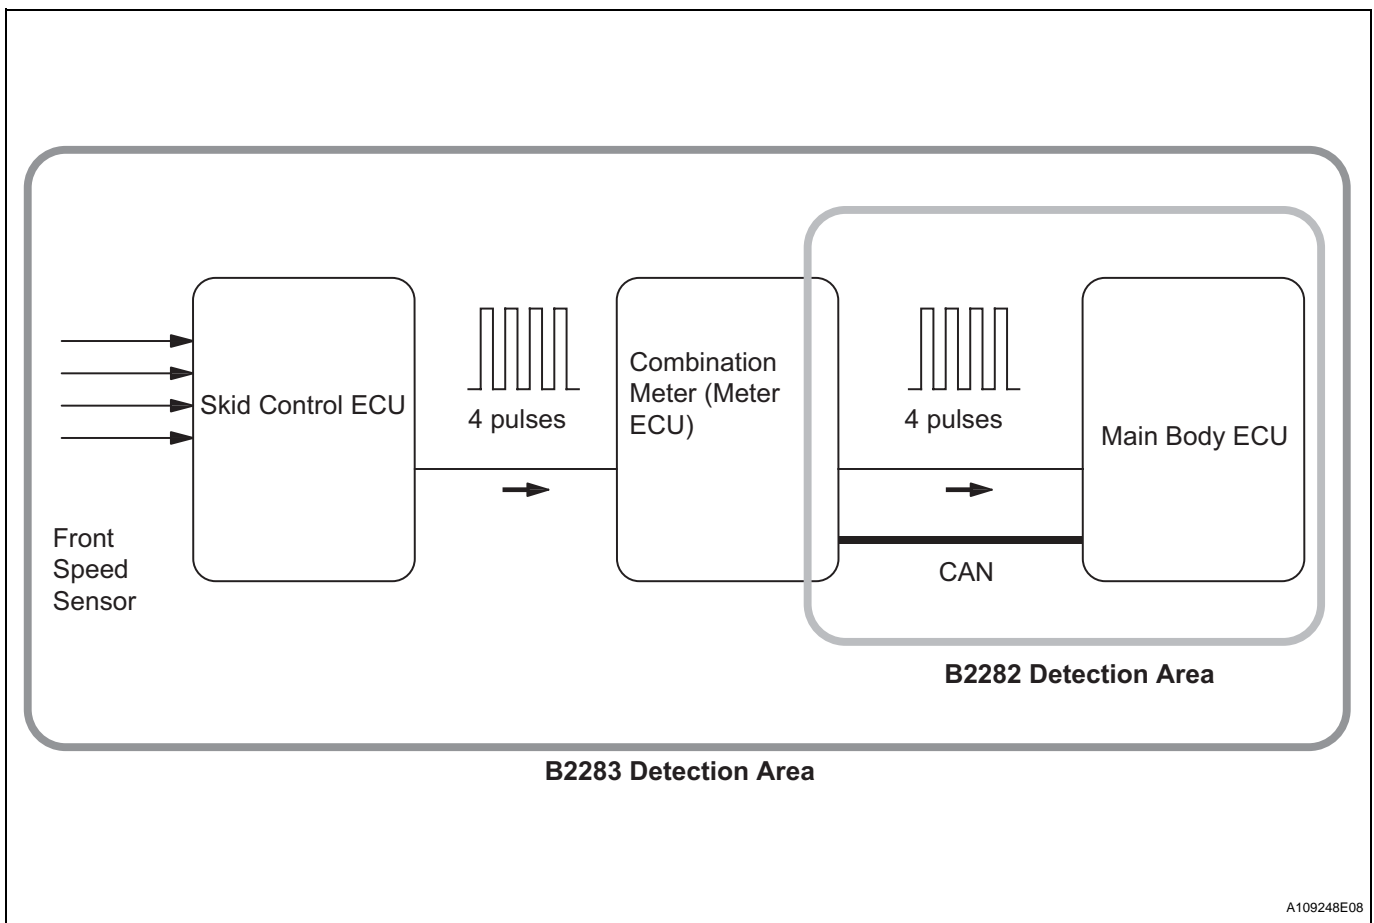 Front
Speed
Sensor
Skid Control ECU
4 pulses
Combination
Meter (Meter
ECU)
4 pulses
CAN
Main Body ECU
B2282 Detection Area
B2283 Detection Area
A109248E08